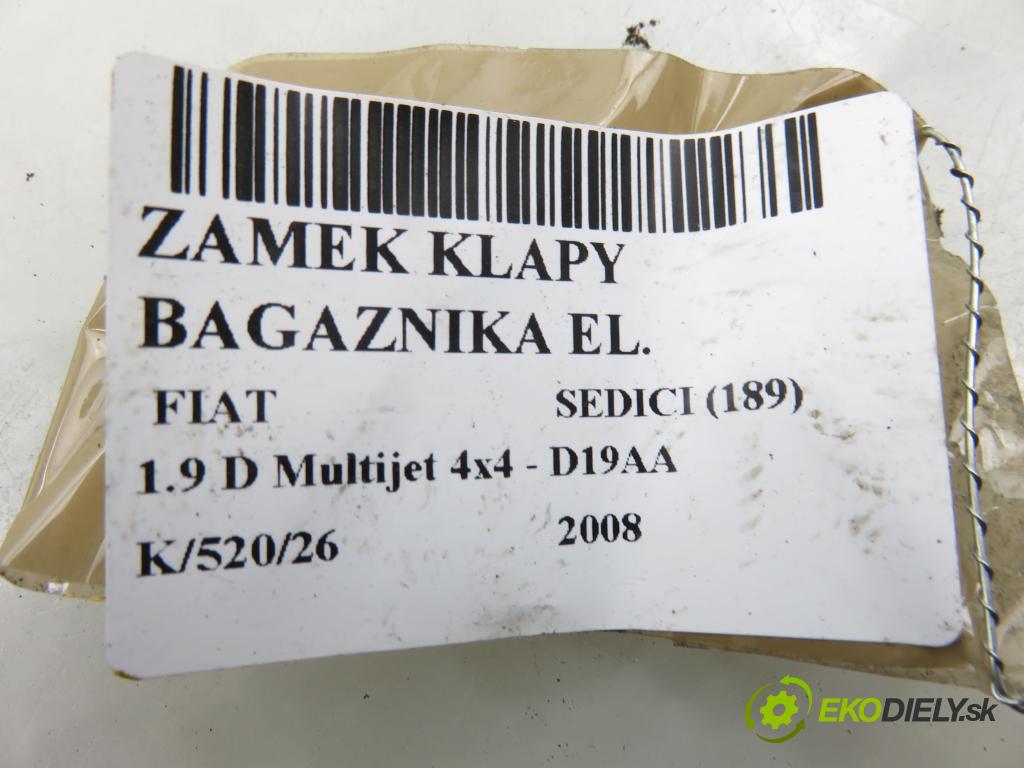 ZAMEK KLAPY
BAGAZNIKA EL.
FIAT SEDICI (189)
1.9 D Multijet 4x4 - D19AA
K/520/26 2008
EKODIELY.sk